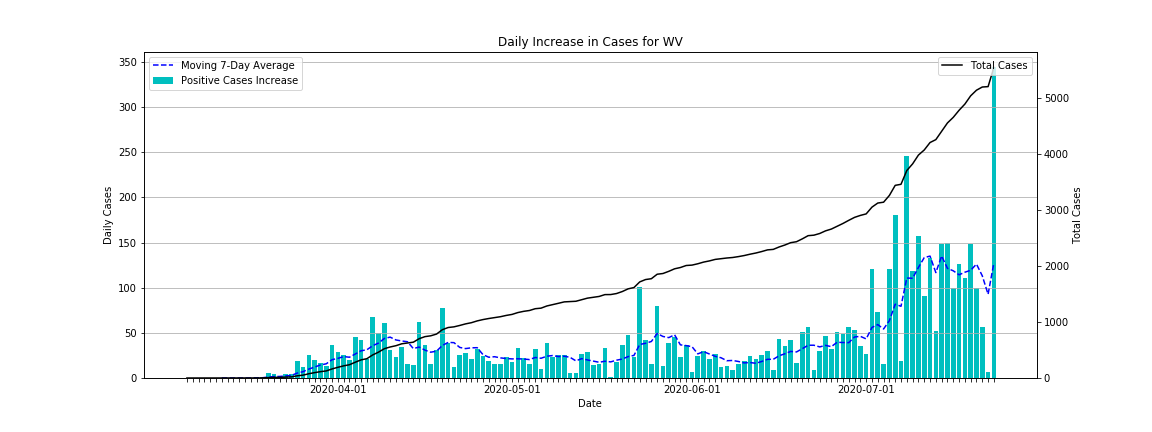 Daily Increase in Cases for WV
Moving 7-Day Average
Positive Cases Increase
Total Cases
350
300
250
200
150
100
50
0
Daily Cases
5000
4000
3000
2000
1000
0
Total Cases
2020-04-01
2020-05-01
2020-06-01
2020-07-01
Date